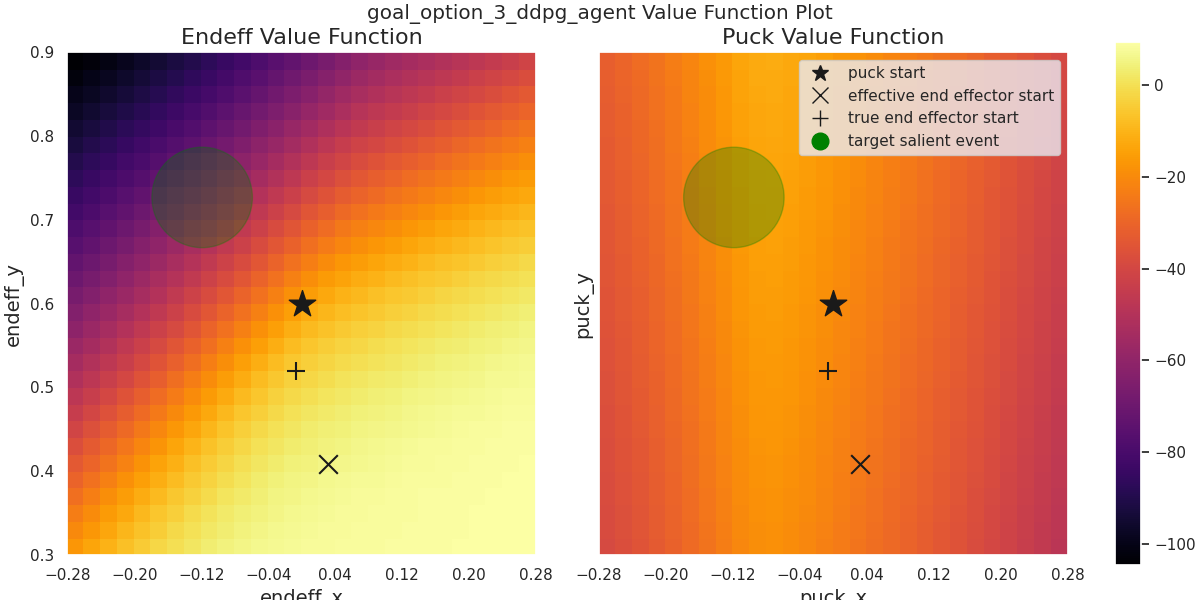 goal_option_3_ddpg_agent Value Function Plot
Endeff Value Function
Puck Value Function
puck start
effective end effector start
true end effector start
target salient event
0.9
0.8
0.7
0.6
0.5
0.4
0.3
endeff_y
−0.28 −0.20 −0.12 −0.04 0.04 0.12 0.20 0.28
endeff_x
puck_y
−0.28 −0.20 −0.12 −0.04 0.04 0.12 0.20 0.28
puck_x
0
−20
−40
−60
−80
−100